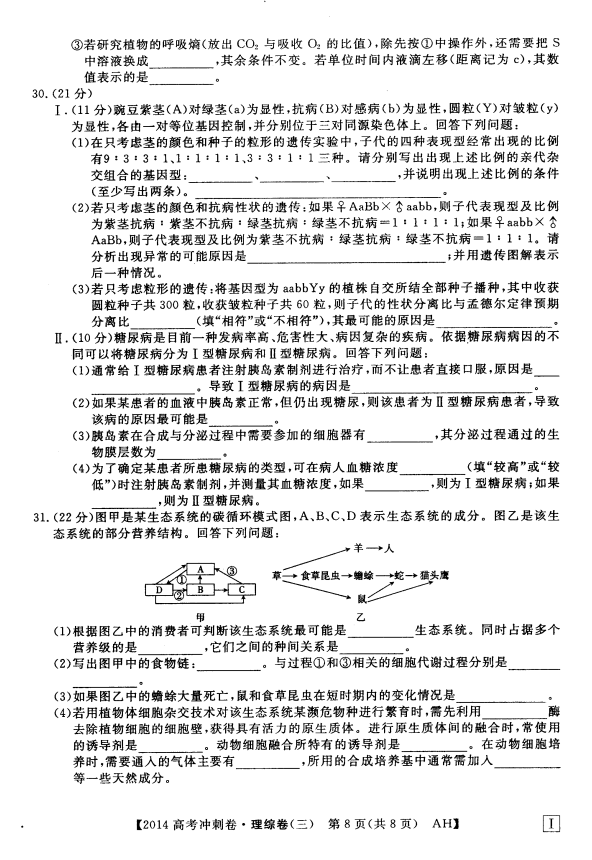 ③若研究植物的呼吸熵(放出 CO₂ 与吸收 O₂ 的比值),除先按①中操作外,还需要把 S
中溶液换成__________,其余条件不变。若单位时间内液滴左移(距离记为 c),其数
值表示的是__________。
30.(21 分)
Ⅰ.(11 分)豌豆紫茎(A)对绿茎(a)为显性,抗病(B)对感病(b)为显性,圆粒(Y)对皱粒(y)
为显性,各由一对等位基因控制,并分别位于三对同源染色体上。回答下列问题:
(1)在只考虑茎的颜色和种子的粒形的遗传实验中,子代的四种表现型经常出现的比例
有9∶3∶3∶1、1∶1∶1∶1、3∶3∶1∶1 三种。请分别写出出现上述比例的亲代杂
交组合的基因型:__________、__________、__________,并说明出现上述比例的条件
(至少写出两条)。__________。
(2)若只考虑茎的颜色和抗病性状的遗传:如果♀AaBb×♂aabb,则子代表现型及比例
为紫茎抗病∶紫茎不抗病∶绿茎抗病∶绿茎不抗病=1∶1∶1∶1;如果♀aabb×♂
AaBb,则子代表现型及比例为紫茎不抗病∶绿茎抗病∶绿茎不抗病=1∶1∶1。请
分析出现异常的可能原因是__________;并用遗传图解表示
后一种情况。
(3)若只考虑粒形的遗传:将基因型为 aabbYy 的植株自交所结全部种子播种,其中收获
圆粒种子共 300 粒,收获皱粒种子共 60 粒,则子代的性状分离比与孟德尔定律预期
分离比__________(填“相符”或“不相符”),其最可能的原因是__________。
Ⅱ.(10 分)糖尿病是目前一种发病率高、危害性大、病因复杂的疾病。依据糖尿病病因的不
同可以将糖尿病分为Ⅰ型糖尿病和Ⅱ型糖尿病。回答下列问题:
(1)通常给Ⅰ型糖尿病患者注射胰岛素制剂进行治疗,而不让患者直接口服,原因是____
__________。导致Ⅰ型糖尿病的病因是__________。
(2)如果某患者的血液中胰岛素正常,但仍出现糖尿,则该患者为Ⅱ型糖尿病患者,导致
该病的原因最可能是__________。
(3)胰岛素在合成与分泌过程中需要参加的细胞器有__________,其分泌过程通过的生
物膜层数为__________。
(4)为了确定某患者所患糖尿病的类型,可在病人血糖浓度__________(填“较高”或“较
低”)时注射胰岛素制剂,并测量其血糖浓度,如果__________,则为Ⅰ型糖尿病;如果
__________,则为Ⅱ型糖尿病。
31.(22 分)图甲是某生态系统的碳循环模式图,A、B、C、D 表示生态系统的成分。图乙是该生
态系统的部分营养结构。回答下列问题:
羊→人
草→食草昆虫→蟾蜍→蛇→猫头鹰
鼠
A ③
①
D ② B C
甲 乙
(1)根据图乙中的消费者可判断该生态系统最可能是__________生态系统。同时占据多个
营养级的是__________,它们之间的种间关系是__________。
(2)写出图甲中的食物链:__________。与过程①和③相关的细胞代谢过程分别是______
__________、__________。
(3)如果图乙中的蟾蜍大量死亡,鼠和食草昆虫在短时期内的变化情况是__________。
(4)若用植物体细胞杂交技术对该生态系统某濒危物种进行繁育时,需先利用__________酶
去除植物细胞的细胞壁,获得具有活力的原生质体。进行原生质体间的融合时,常使用
的诱导剂是__________。动物细胞融合所特有的诱导剂是__________。在动物细胞培
养时,需要通入的气体主要有__________,所用的合成培养基中通常需加入__________
等一些天然成分。
【2014 高考冲刺卷·理综卷(三) 第 8 页(共 8 页) AH】
Ⅰ